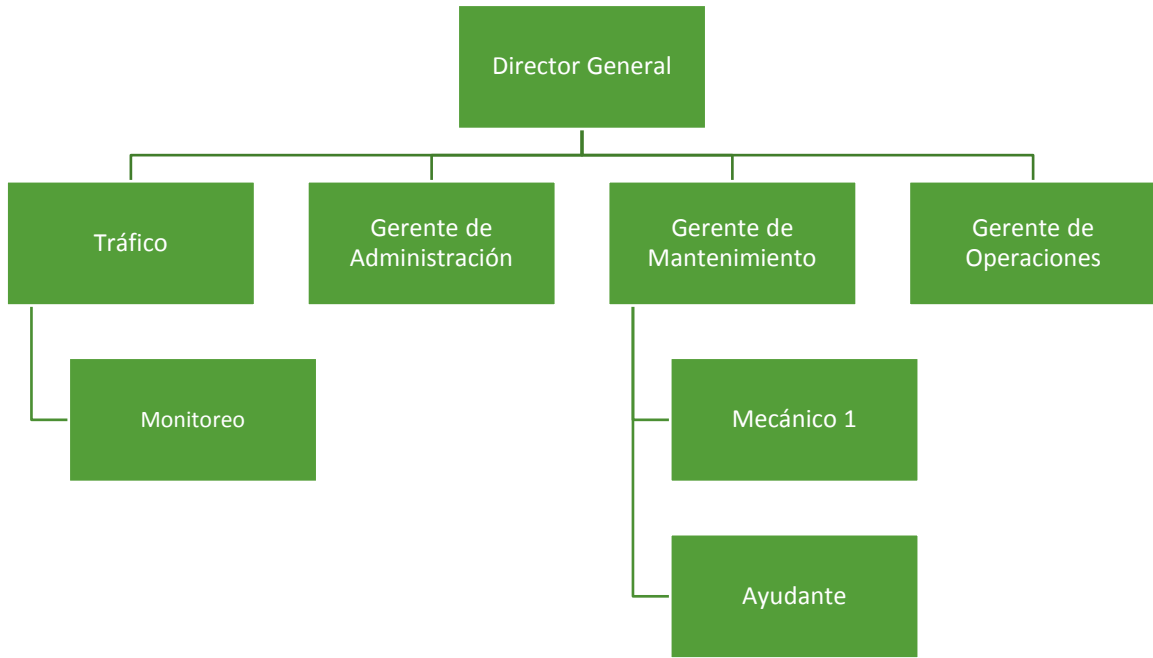 Director General
Tráfico
Gerente de
Administración
Gerente de
Mantenimiento
Gerente de
Operaciones
Monitoreo
Mecánico 1
Ayudante